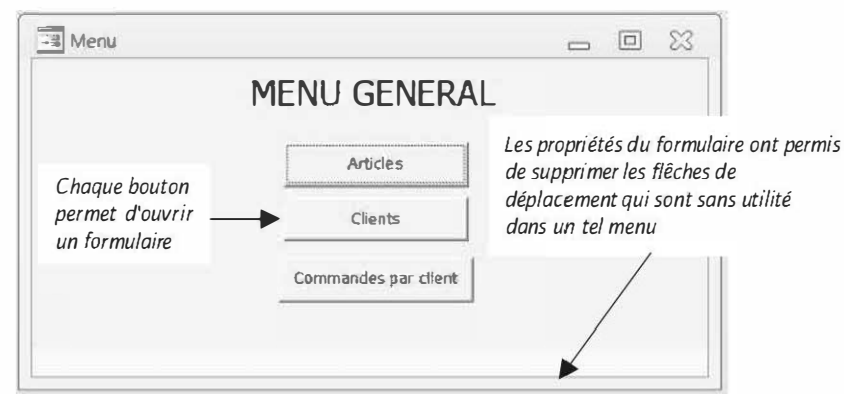 Menu
MENU GENERAL
Articles
Clients
Commandes par client
Chaque bouton
permet d'ouvrir
un formulaire
Les propriétés du formulaire ont permis
de supprimer les flêches de
déplacement qui sont sans utilité
dans un tel menu